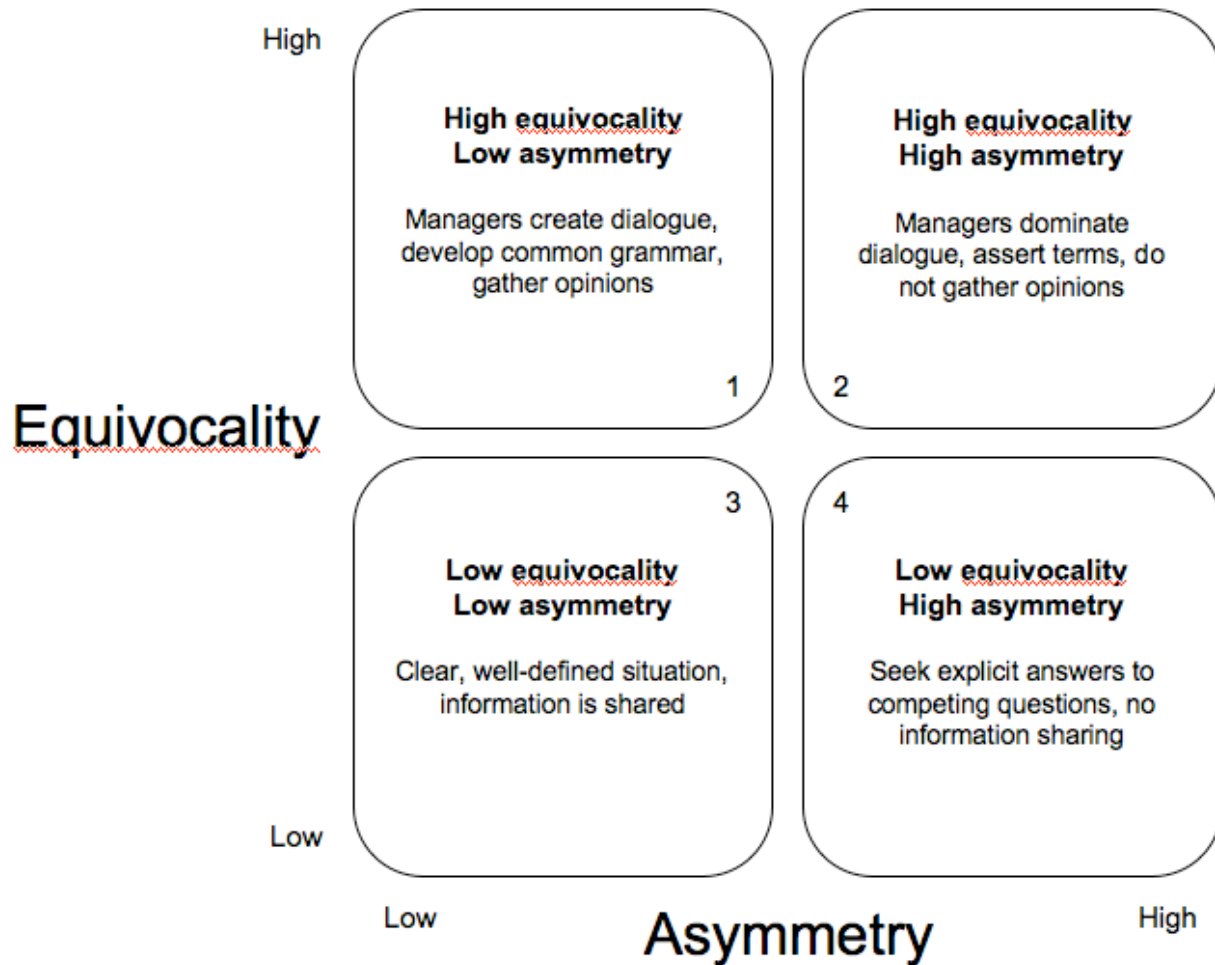 High
High equivocality
Low asymmetry
Managers create dialogue,
develop common grammar,
gather opinions
1
High equivocality
High asymmetry
Managers dominate
dialogue, assert terms, do
not gather opinions
2
Equivocality
3
Low equivocality
Low asymmetry
Clear, well-defined situation,
information is shared
4
Low equivocality
High asymmetry
Seek explicit answers to
competing questions, no
information sharing
Low
Low
Asymmetry
High